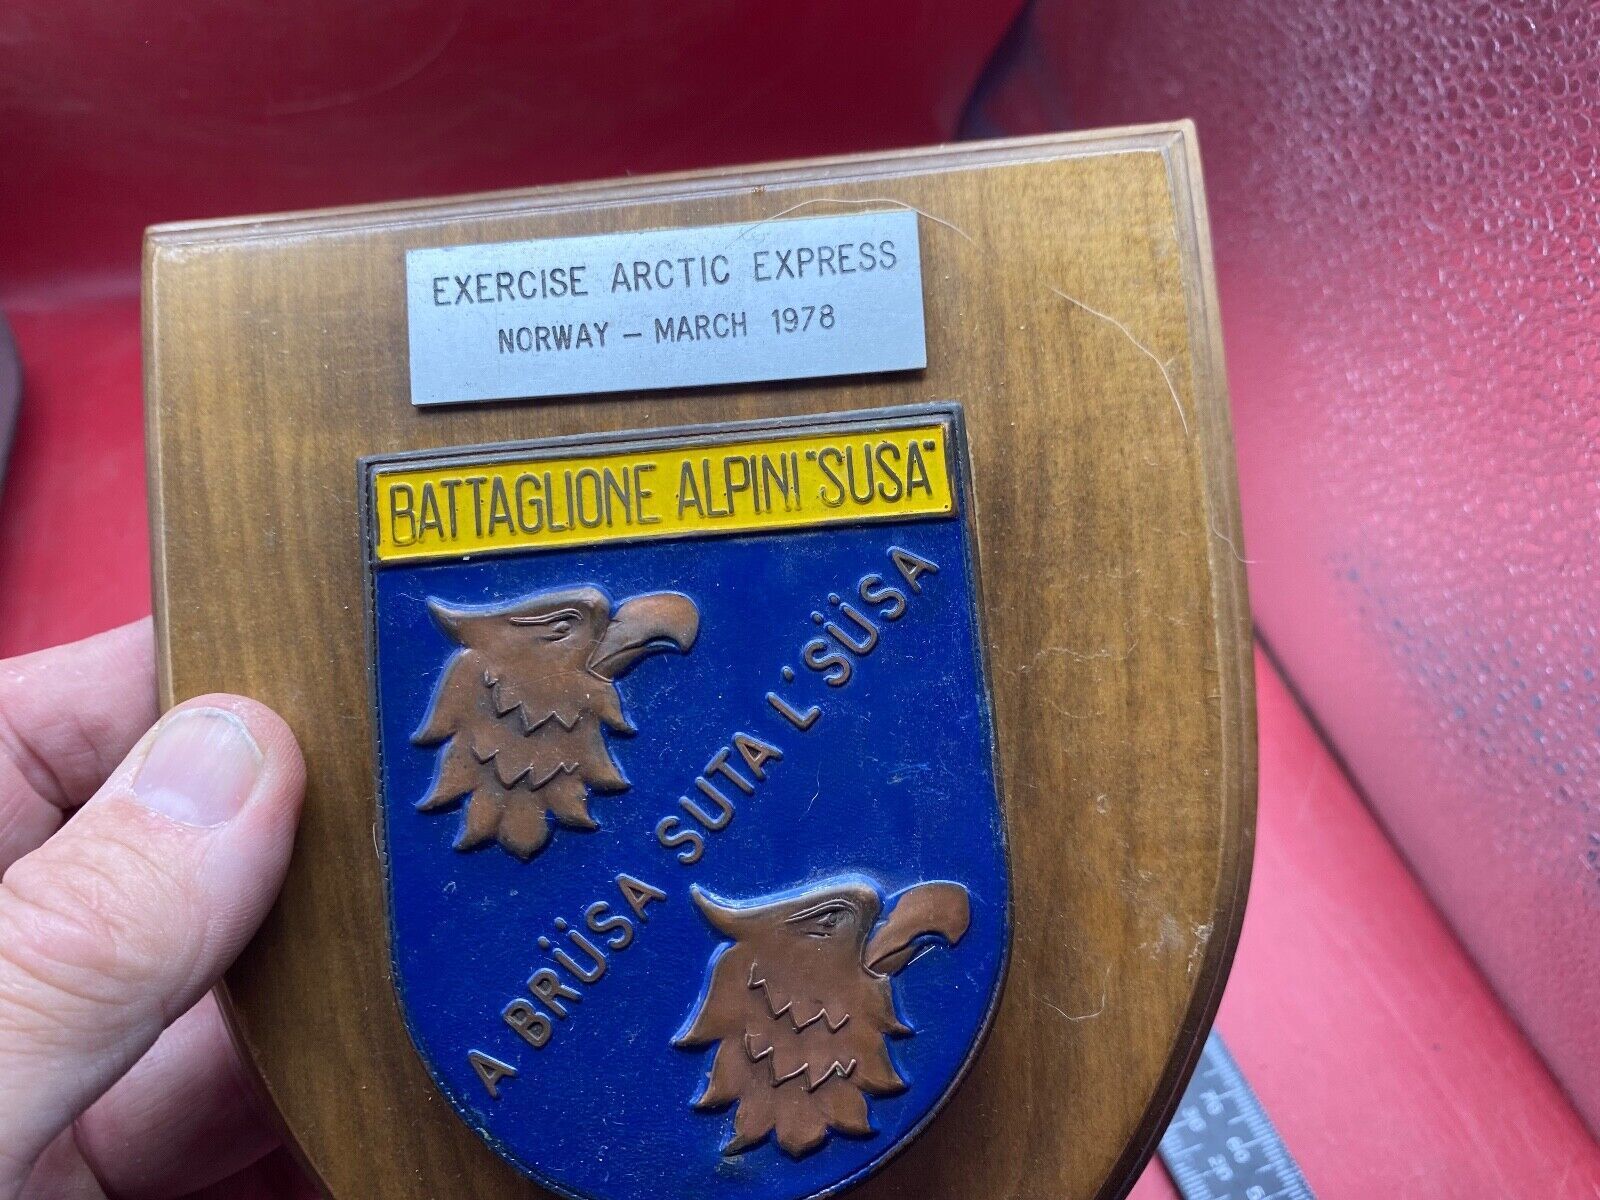 EXERCISE ARCTIC EXPRESS
NORWAY – MARCH 1978
BATTAGLIONE ALPINI "SUSA"
A BRÜSA SUTA L'SÜSA